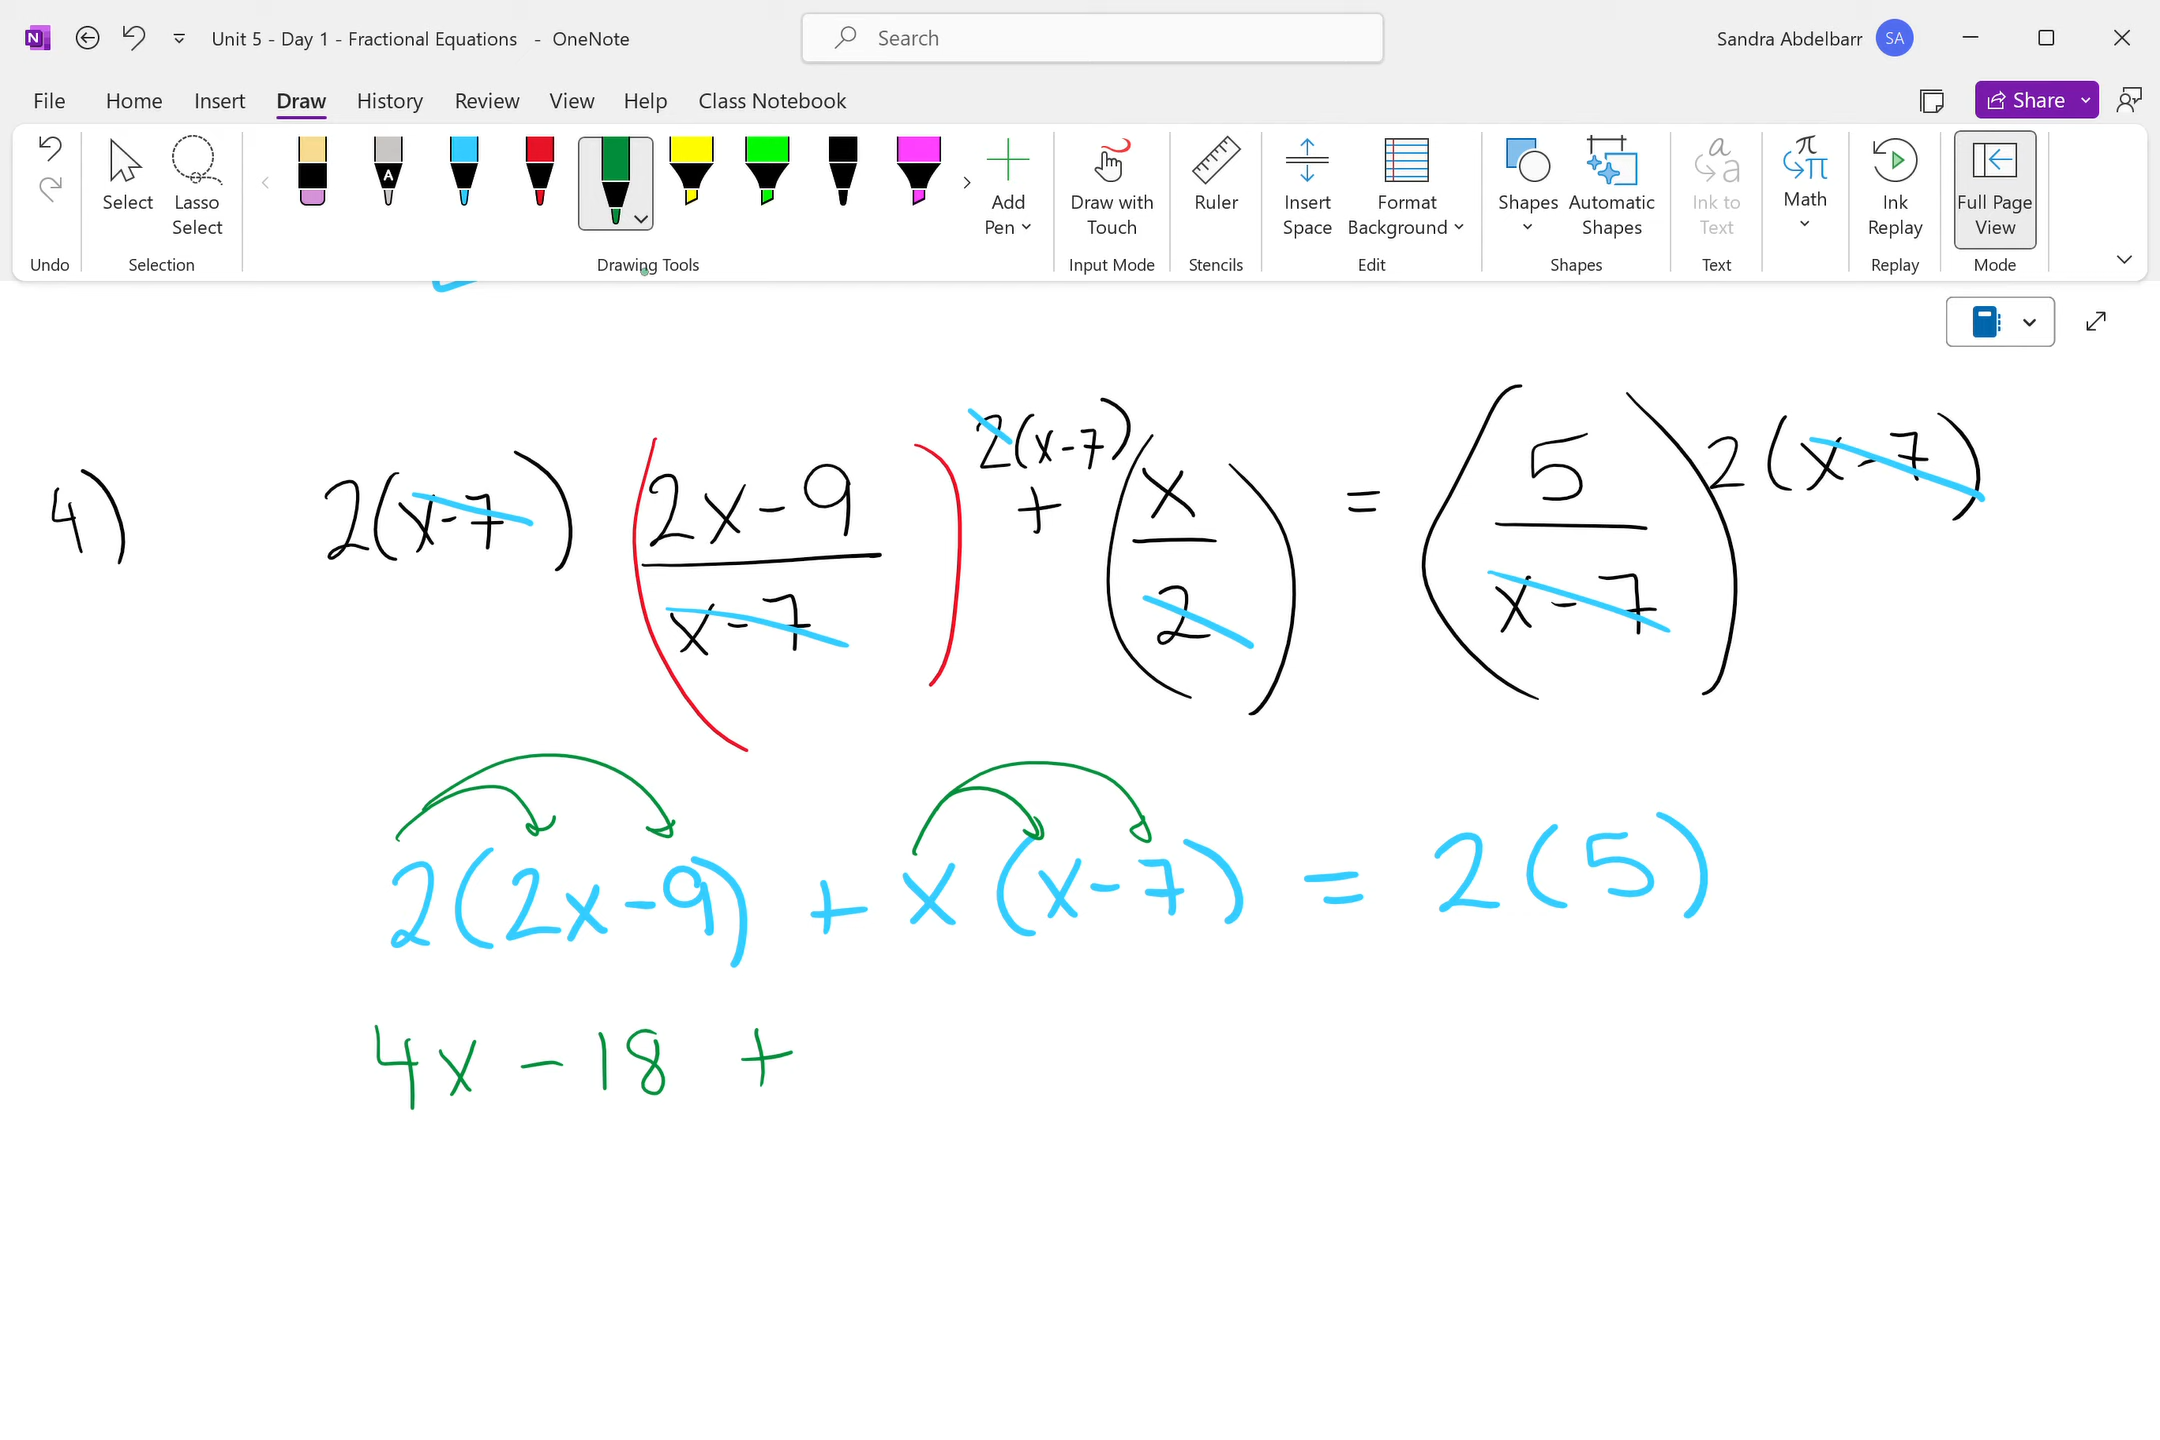 Unit 5 - Day 1 - Fractional Equations - OneNote
Search
Sandra Abdelbarr SA
File Home Insert Draw History Review View Help Class Notebook
Share
Select
Lasso Select
A
Add Pen
Draw with Touch
Ruler
Insert Space
Format Background
Shapes
Automatic Shapes
Ink to Text
Math
Ink Replay
Full Page View
Undo Selection Drawing Tools Input Mode Stencils Edit Shapes Text Replay Mode
4) 2(x-7) (2x-9 / x-7) + 2(x-7) (x / 2) = (5 / x-7) 2(x-7)
2(2x-9) + x(x-7) = 2(5)
4x - 18 +